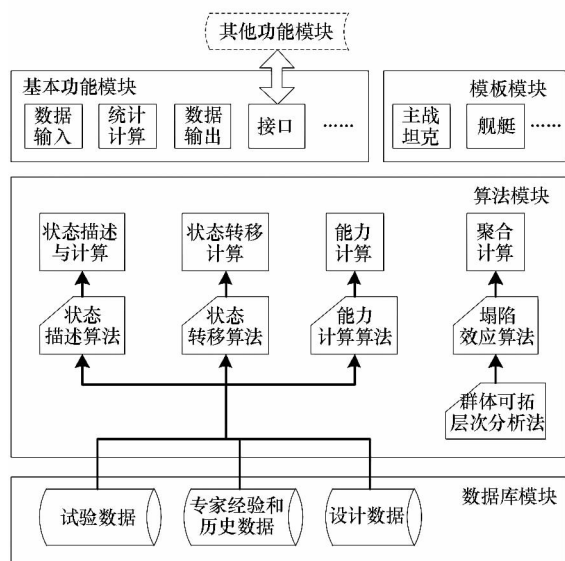 其他功能模块
基本功能模块
数据
输入
统计
计算
数据
输出
接口
……
模板模块
主战
坦克
舰艇
……
算法模块
状态描述
与计算
状态转移
计算
能力
计算
聚合
计算
状态
描述算法
状态
转移算法
能力
计算算法
塌陷
效应算法
群体可拓
层次分析法
数据库模块
试验数据
专家经验和
历史数据
设计数据